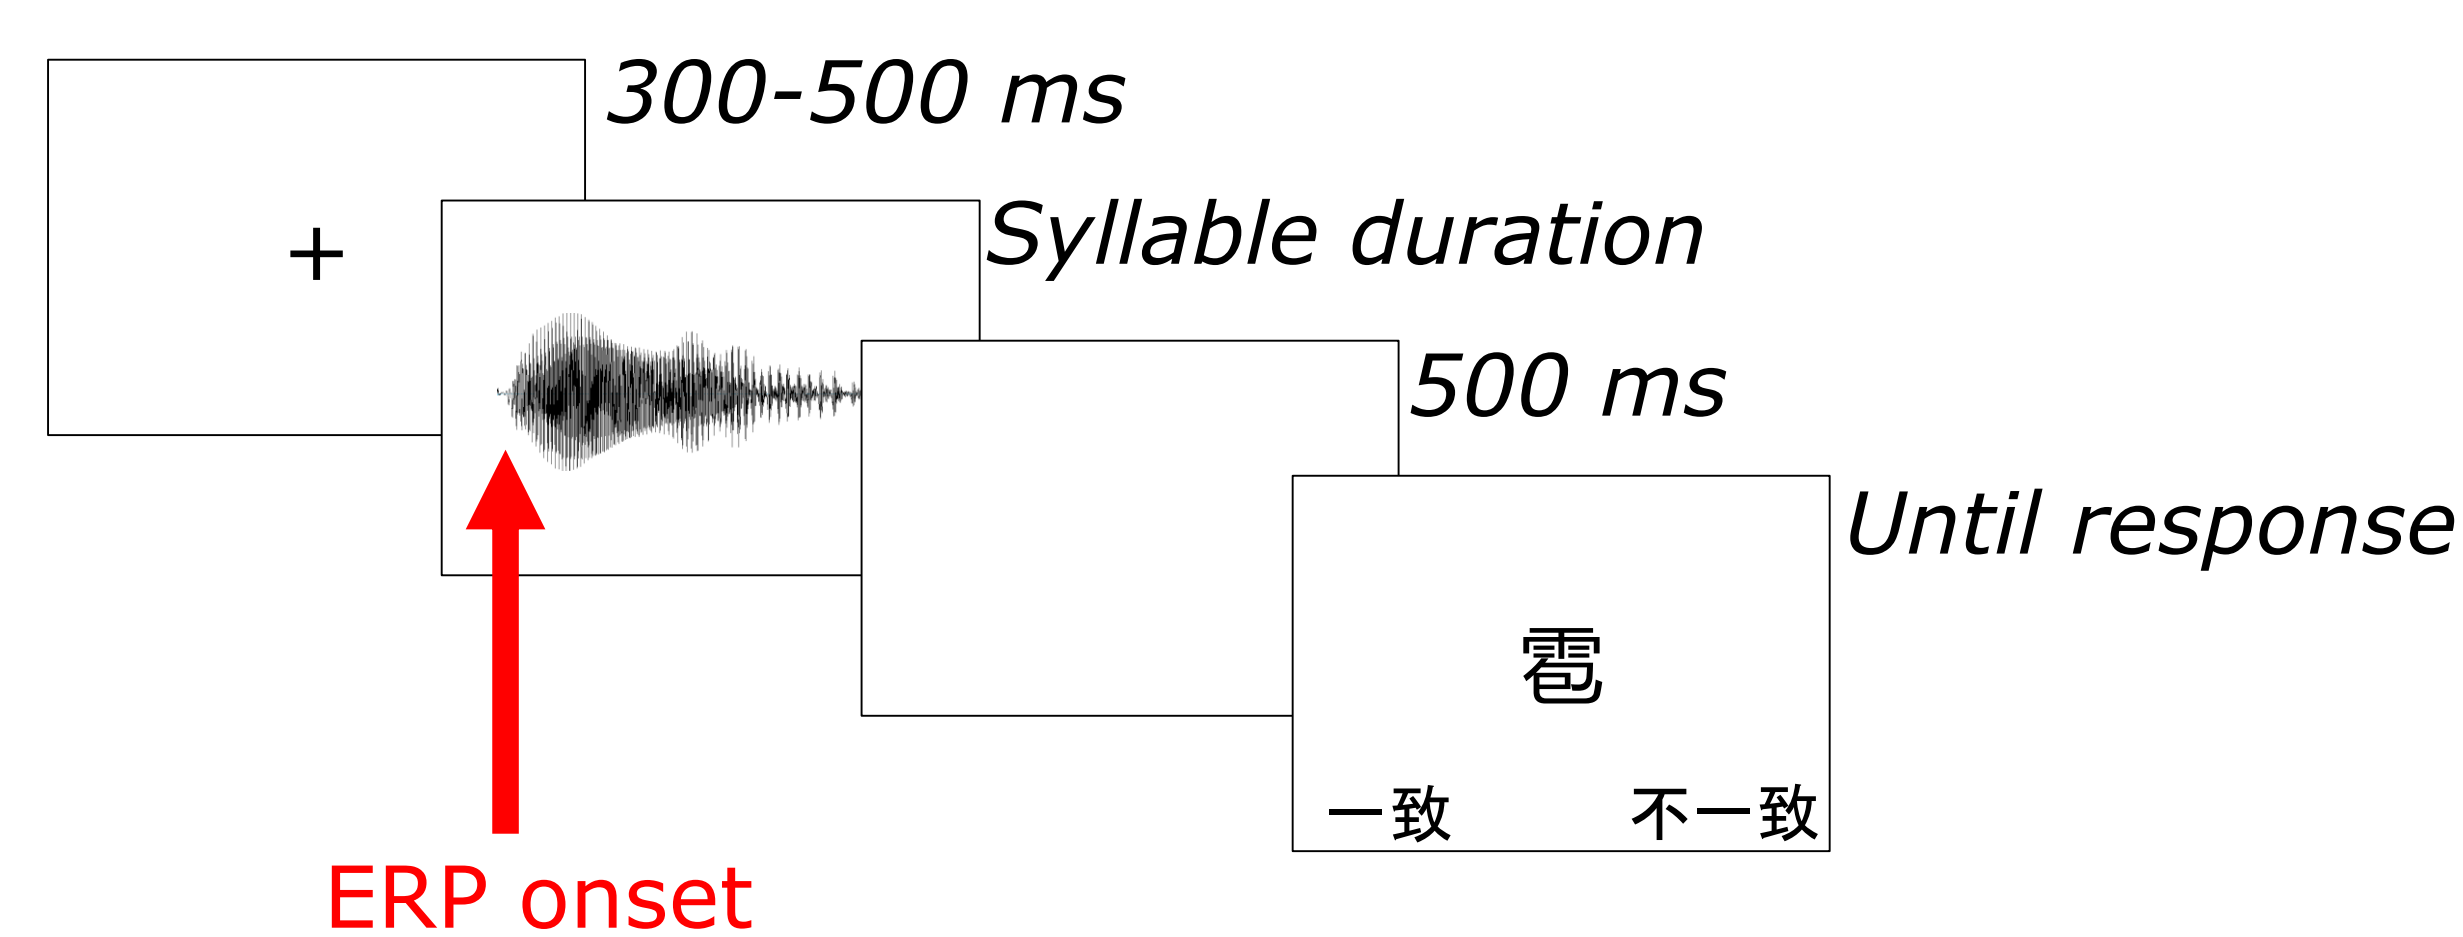 300-500 ms
+
Syllable duration
500 ms
Until response
雹
一致 不一致
ERP onset